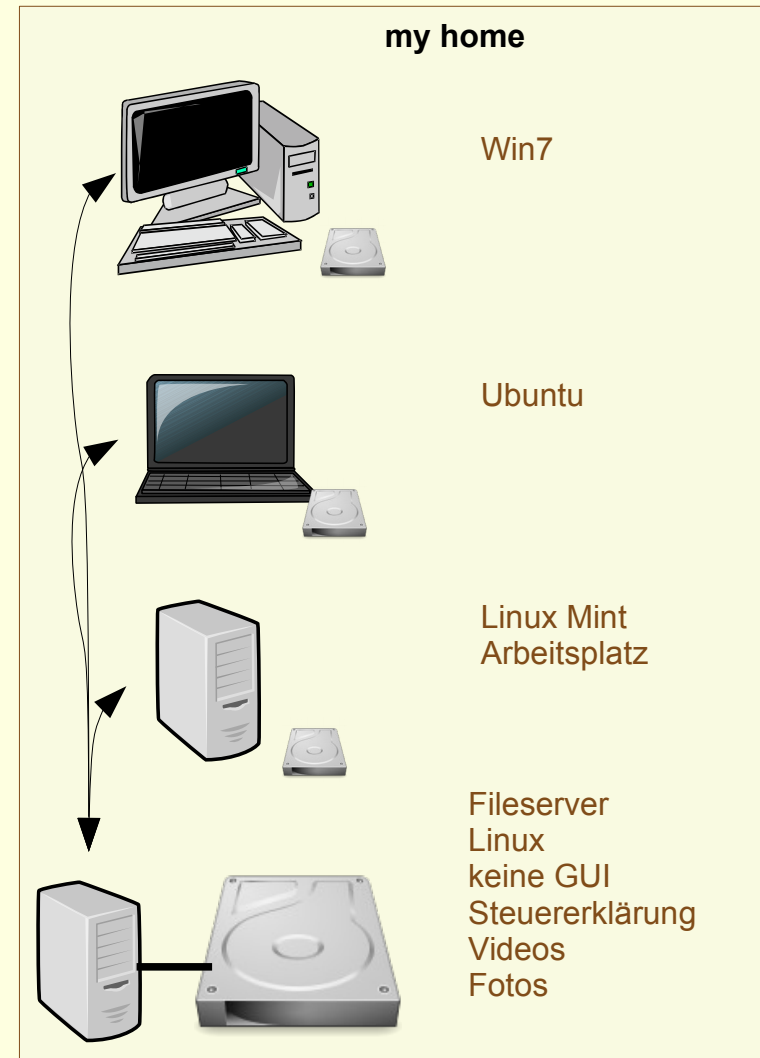 my home
Win7
Ubuntu
Linux Mint
Arbeitsplatz
Fileserver
Linux
keine GUI
Steuererklärung
Videos
Fotos